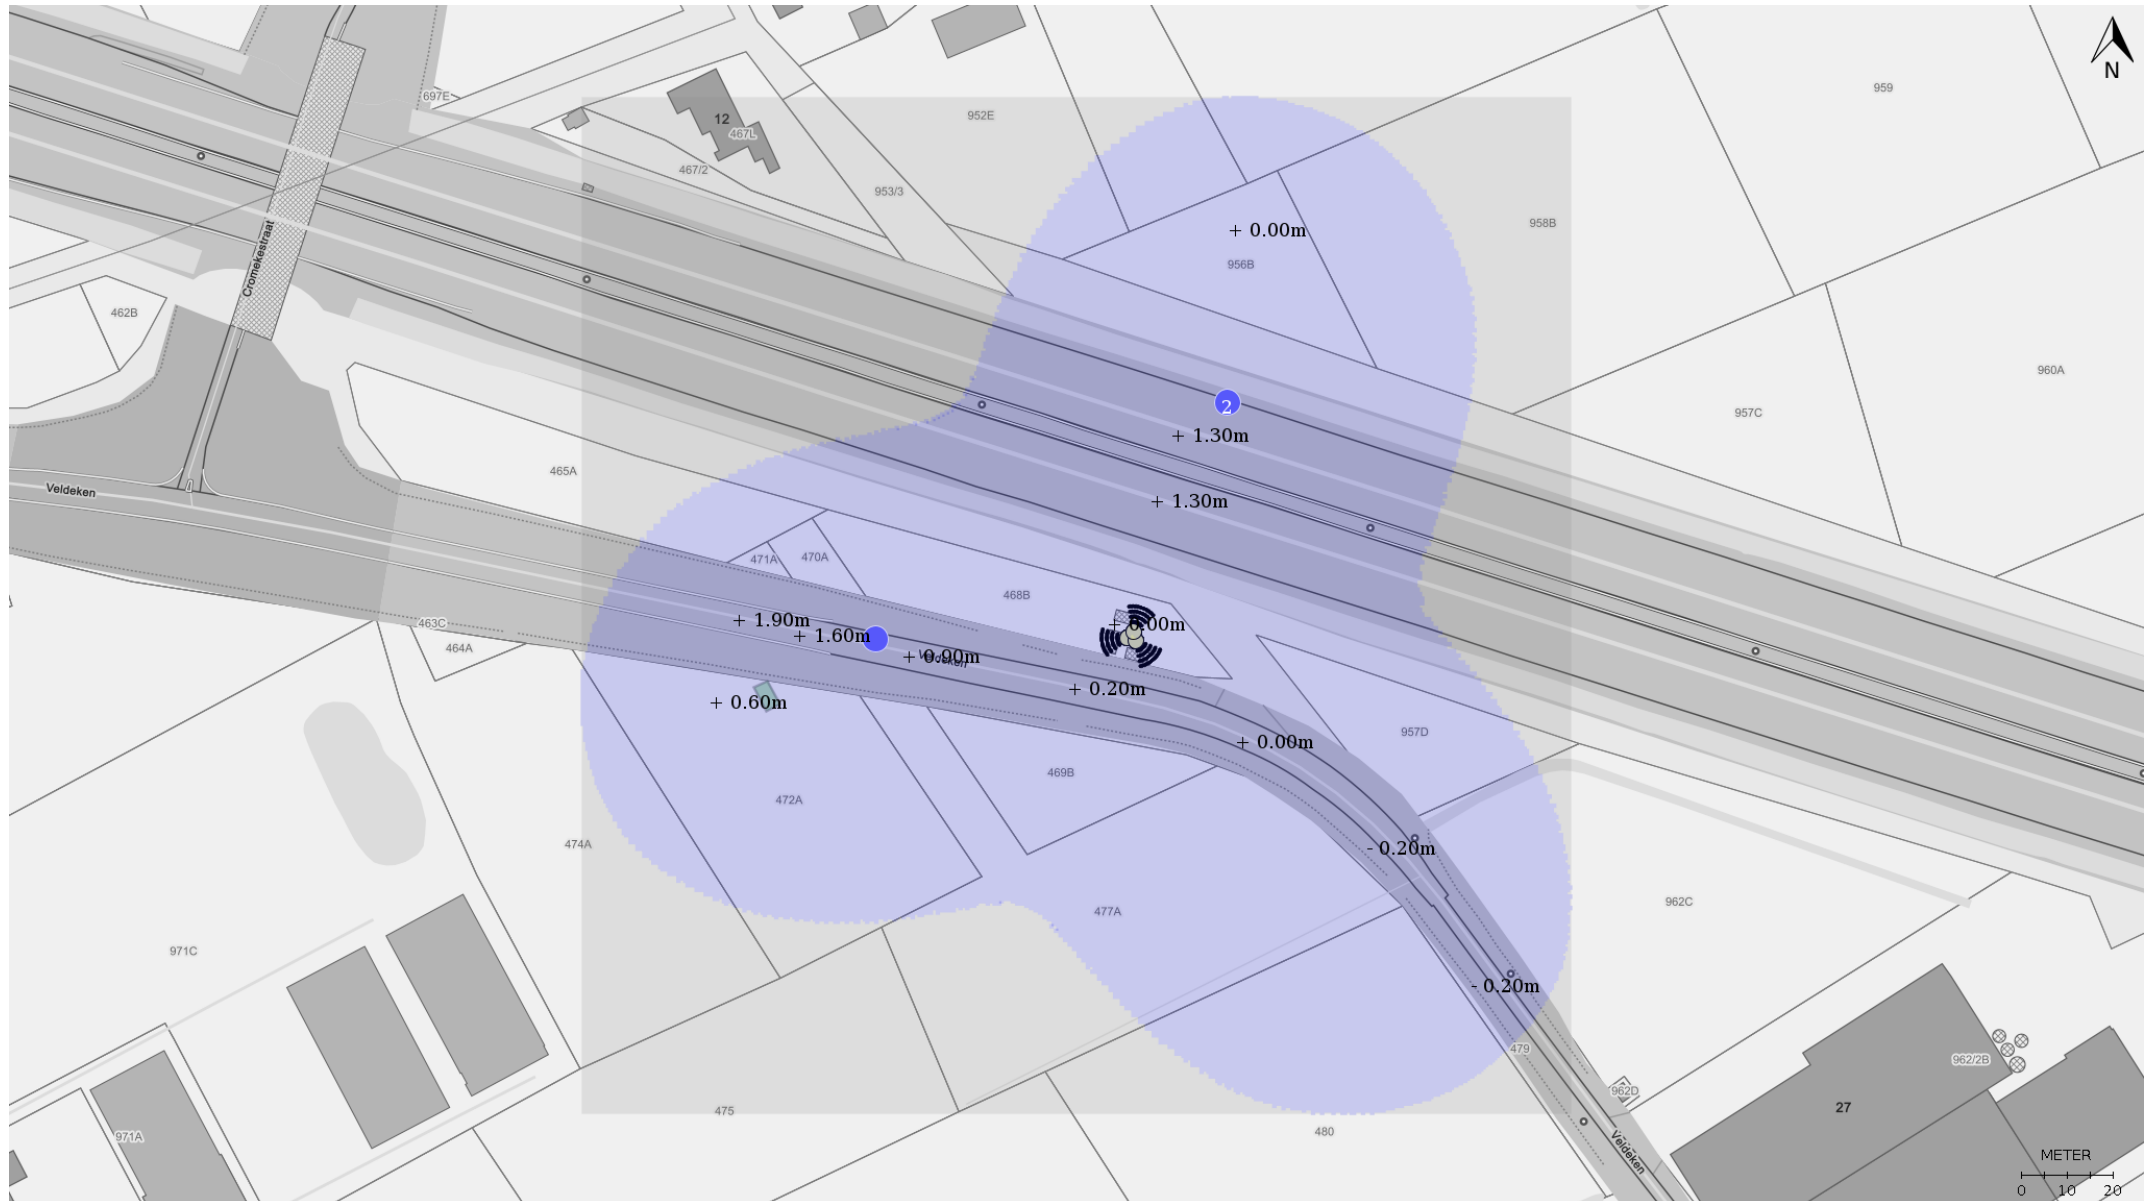 N
959
697E
952E
12
467L
467/2
953/3
958B
+ 0.00m
Cromekestraat
956B
462B
960A
957C
2
+ 1.30m
465A
Veldeken
+ 1.30m
471A
470A
468B
463C
+ 1.90m
+ 0.00m
+ 1.60m
464A
+ 0.90m
Veldeken
+ 0.20m
+ 0.60m
957D
+ 0.00m
469B
472A
474A
- 0.20m
962C
477A
971C
- 0.20m
479
962/2B
962D
475
27
480
971A
Veldeken
METER
0 10 20